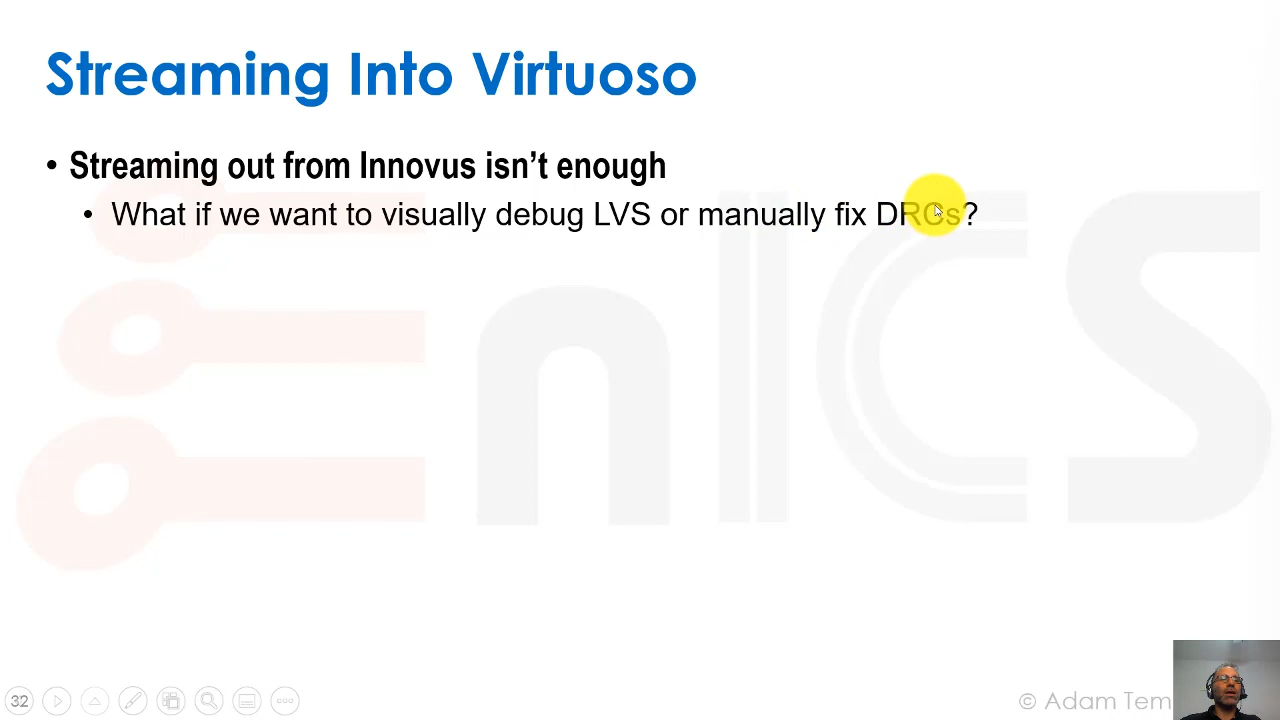 Streaming Into Virtuoso
• Streaming out from Innovus isn't enough
• What if we want to visually debug LVS or manually fix DRCs?
EnICS
32
© Adam Tem